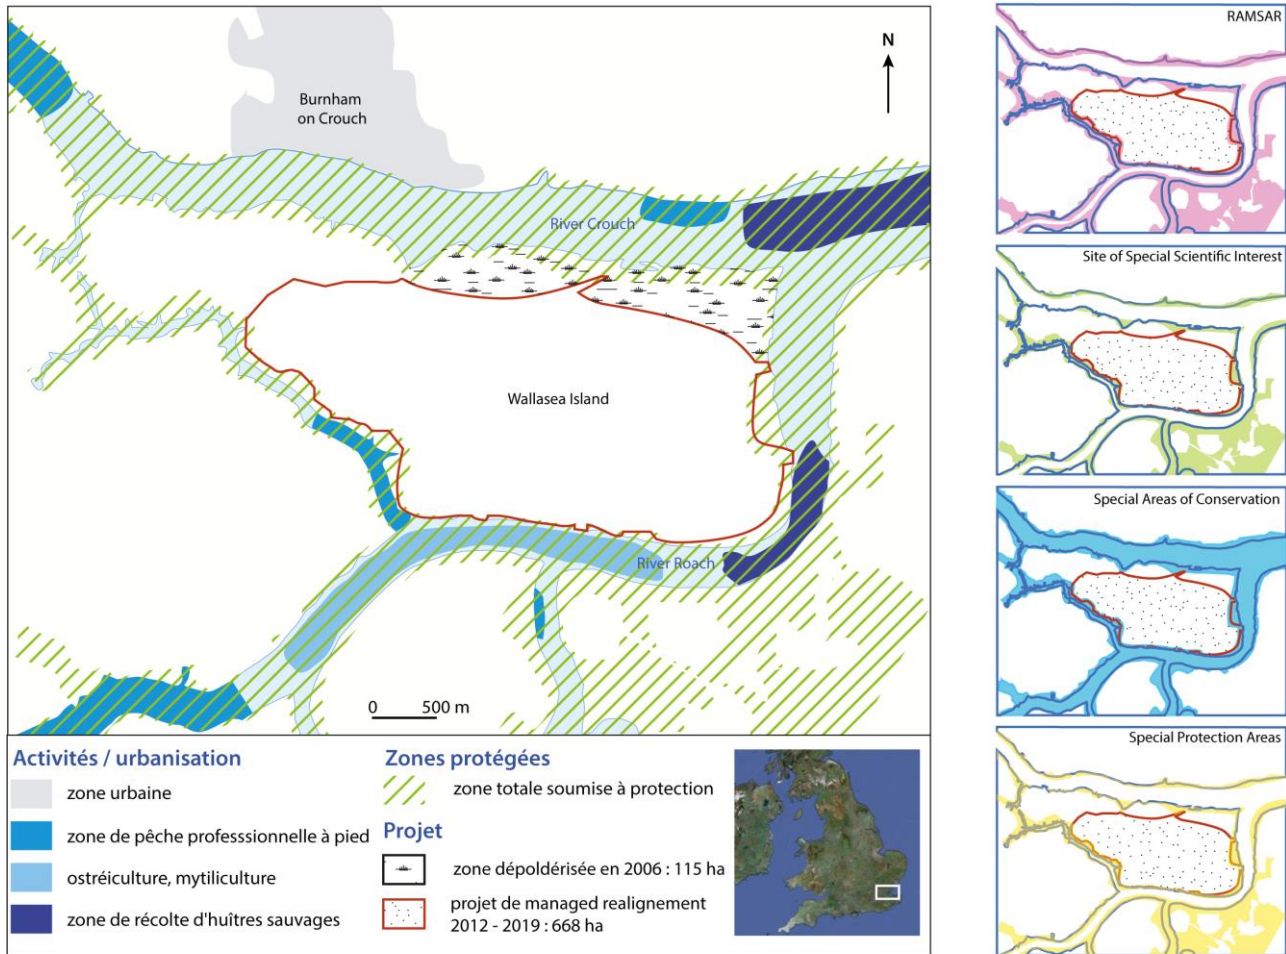 Burnham
on Crouch
N
River Crouch
Wallasea Island
River Roach
0 500 m
Activités / urbanisation
zone urbaine
zone de pêche professsionnelle à pied
ostréiculture, mytiliculture
zone de récolte d'huîtres sauvages
Zones protégées
zone totale soumise à protection
Projet
zone dépoldérisée en 2006 : 115 ha
projet de managed realignement
2012 - 2019 : 668 ha
RAMSAR
Site of Special Scientific Interest
Special Areas of Conservation
Special Protection Areas